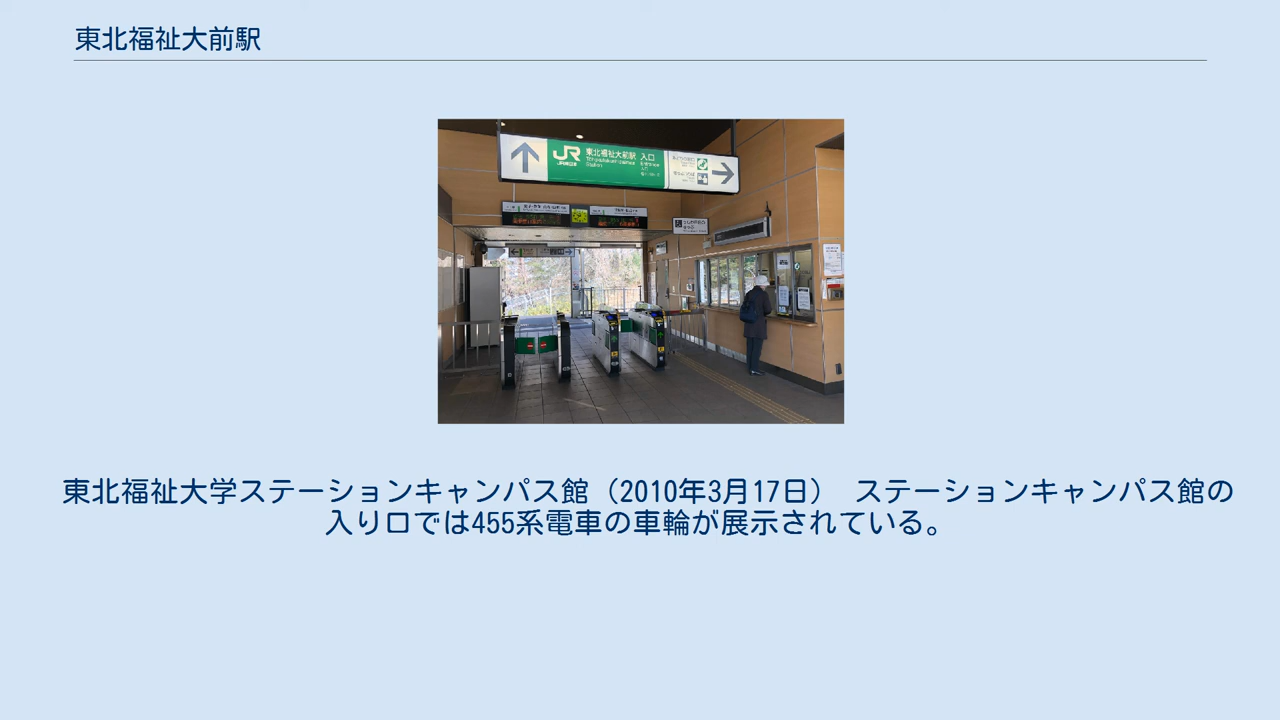 東北福祉大前駅
JR 東北福祉大前駅 入口
東北福祉大学ステーションキャンパス館（2010年3月17日） ステーションキャンパス館の
入り口では455系電車の車輪が展示されている。